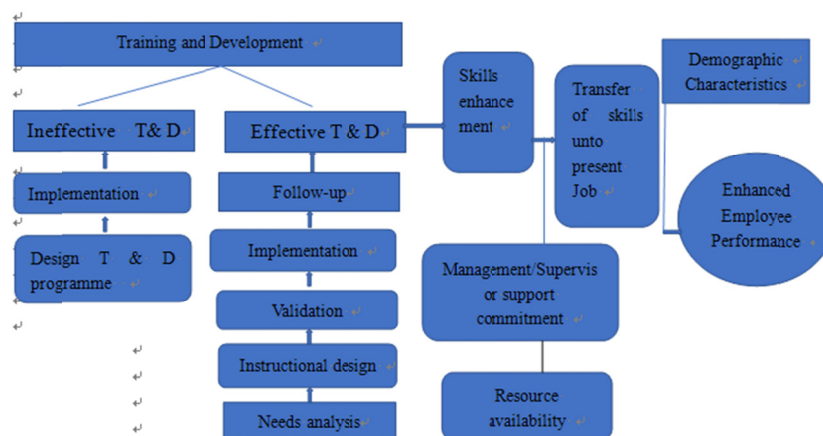 Training and Development
Ineffective T& D
Implementation
Design T & D
programme
Effective T & D
Follow-up
Implementation
Validation
Instructional design
Needs analysis
Skills
enhance
ment
Transfer
of skills
unto
present
Job
Management/Supervis
or support
commitment
Resource
availability
Demographic
Characteristics
Enhanced
Employee
Performance